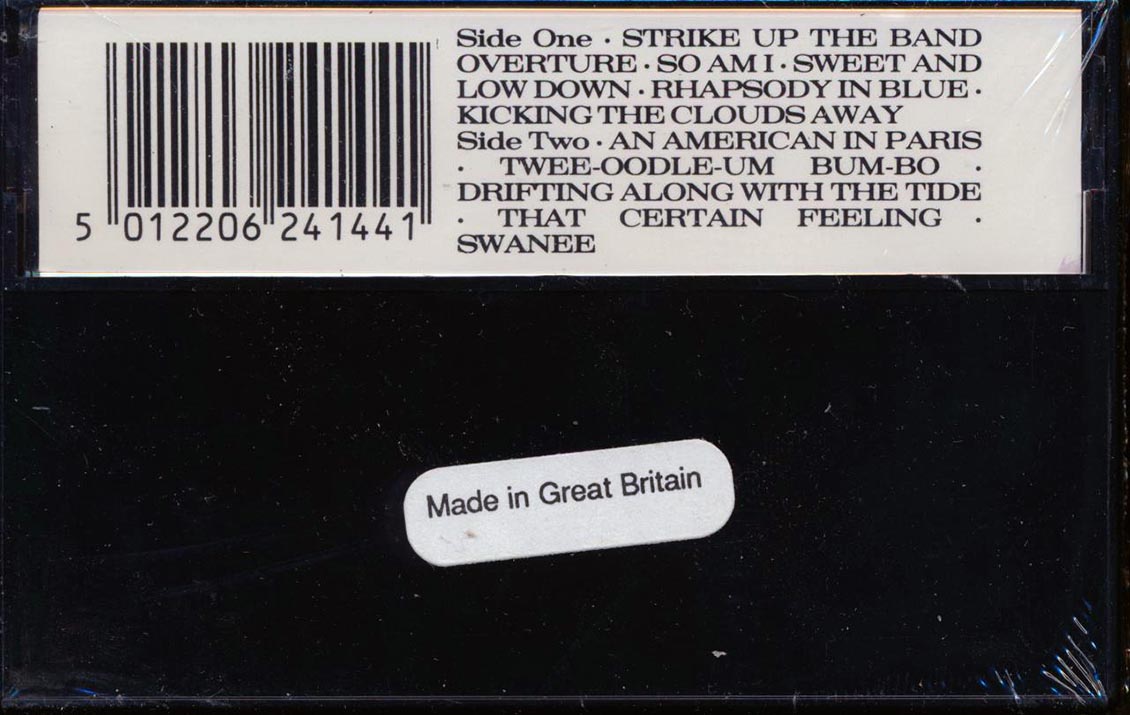 Side One · STRIKE UP THE BAND
OVERTURE · SO AM I · SWEET AND
LOW DOWN · RHAPSODY IN BLUE ·
KICKING THE CLOUDS AWAY
Side Two · AN AMERICAN IN PARIS
· TWEE-OODLE-UM BUM-BO ·
DRIFTING ALONG WITH THE TIDE
· THAT CERTAIN FEELING ·
SWANEE
5 012206 241441
Made in Great Britain